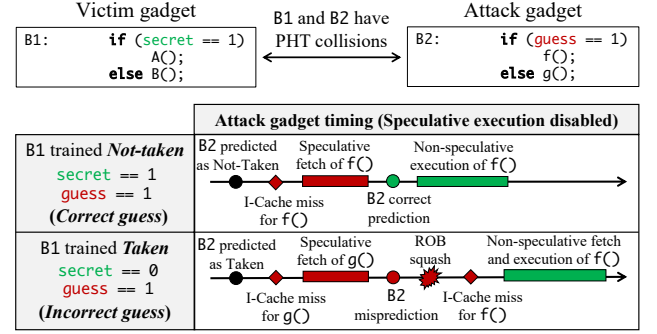 Victim gadget
B1: if (secret == 1)
A();
else B();
B1 and B2 have
PHT collisions
Attack gadget
B2: if (guess == 1)
f();
else g();
Attack gadget timing (Speculative execution disabled)
B1 trained Not-taken
secret == 1
guess == 1
(Correct guess)
B2 predicted
as Not-Taken
Speculative
fetch of f()
Non-speculative
execution of f()
I-Cache miss
for f()
B2 correct
prediction
B1 trained Taken
secret == 0
guess == 1
(Incorrect guess)
B2 predicted
as Taken
Speculative
fetch of g()
ROB
squash
Non-speculative fetch
and execution of f()
I-Cache miss
for g()
B2
misprediction
I-Cache miss
for f()